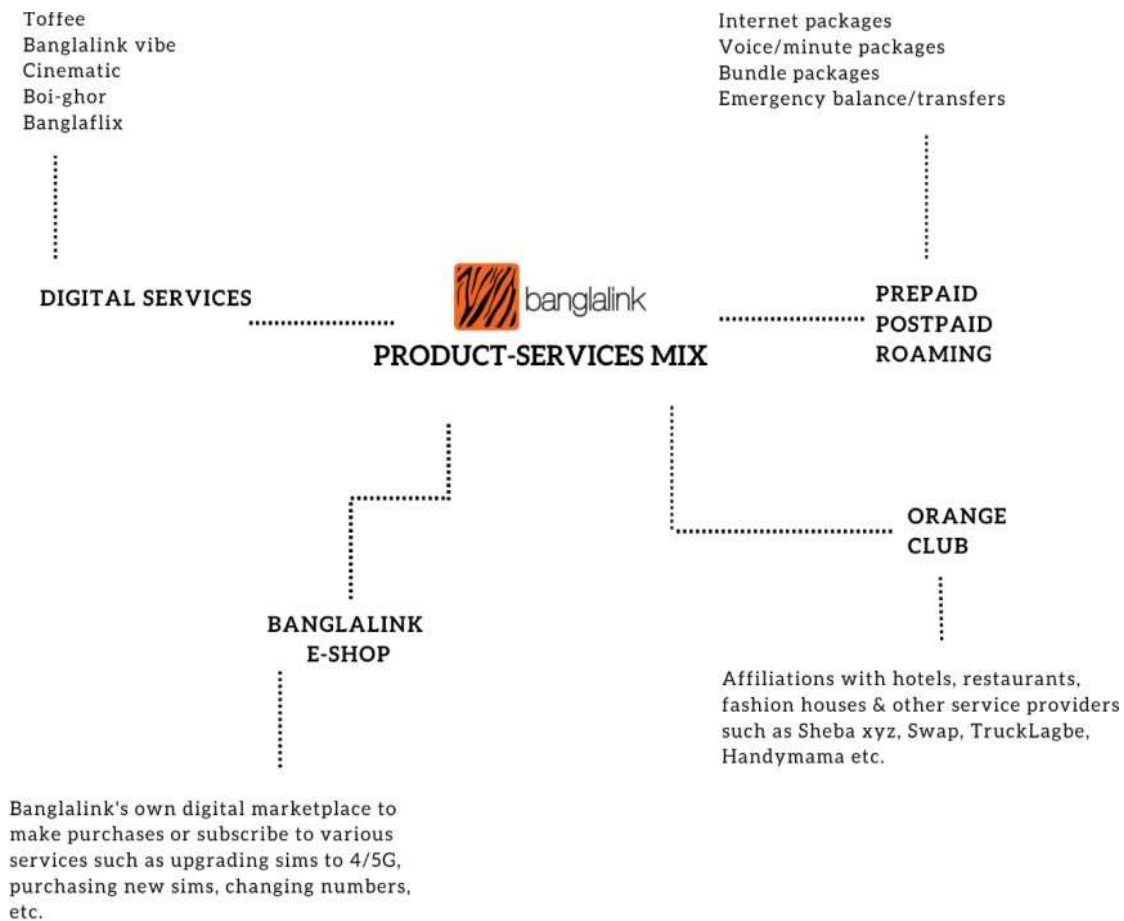 Toffee
Banglalink vibe
Cinematic
Boi-ghor
Banglaflix
Internet packages
Voice/minute packages
Bundle packages
Emergency balance/transfers
DIGITAL SERVICES
banglalink
PRODUCT-SERVICES MIX
PREPAID
POSTPAID
ROAMING
ORANGE
CLUB
BANGLALINK
E-SHOP
Affiliations with hotels, restaurants,
fashion houses & other service providers
such as Sheba xyz, Swap, TruckLagbe,
Handymama etc.
Banglalink's own digital marketplace to
make purchases or subscribe to various
services such as upgrading sims to 4/5G,
purchasing new sims, changing numbers,
etc.